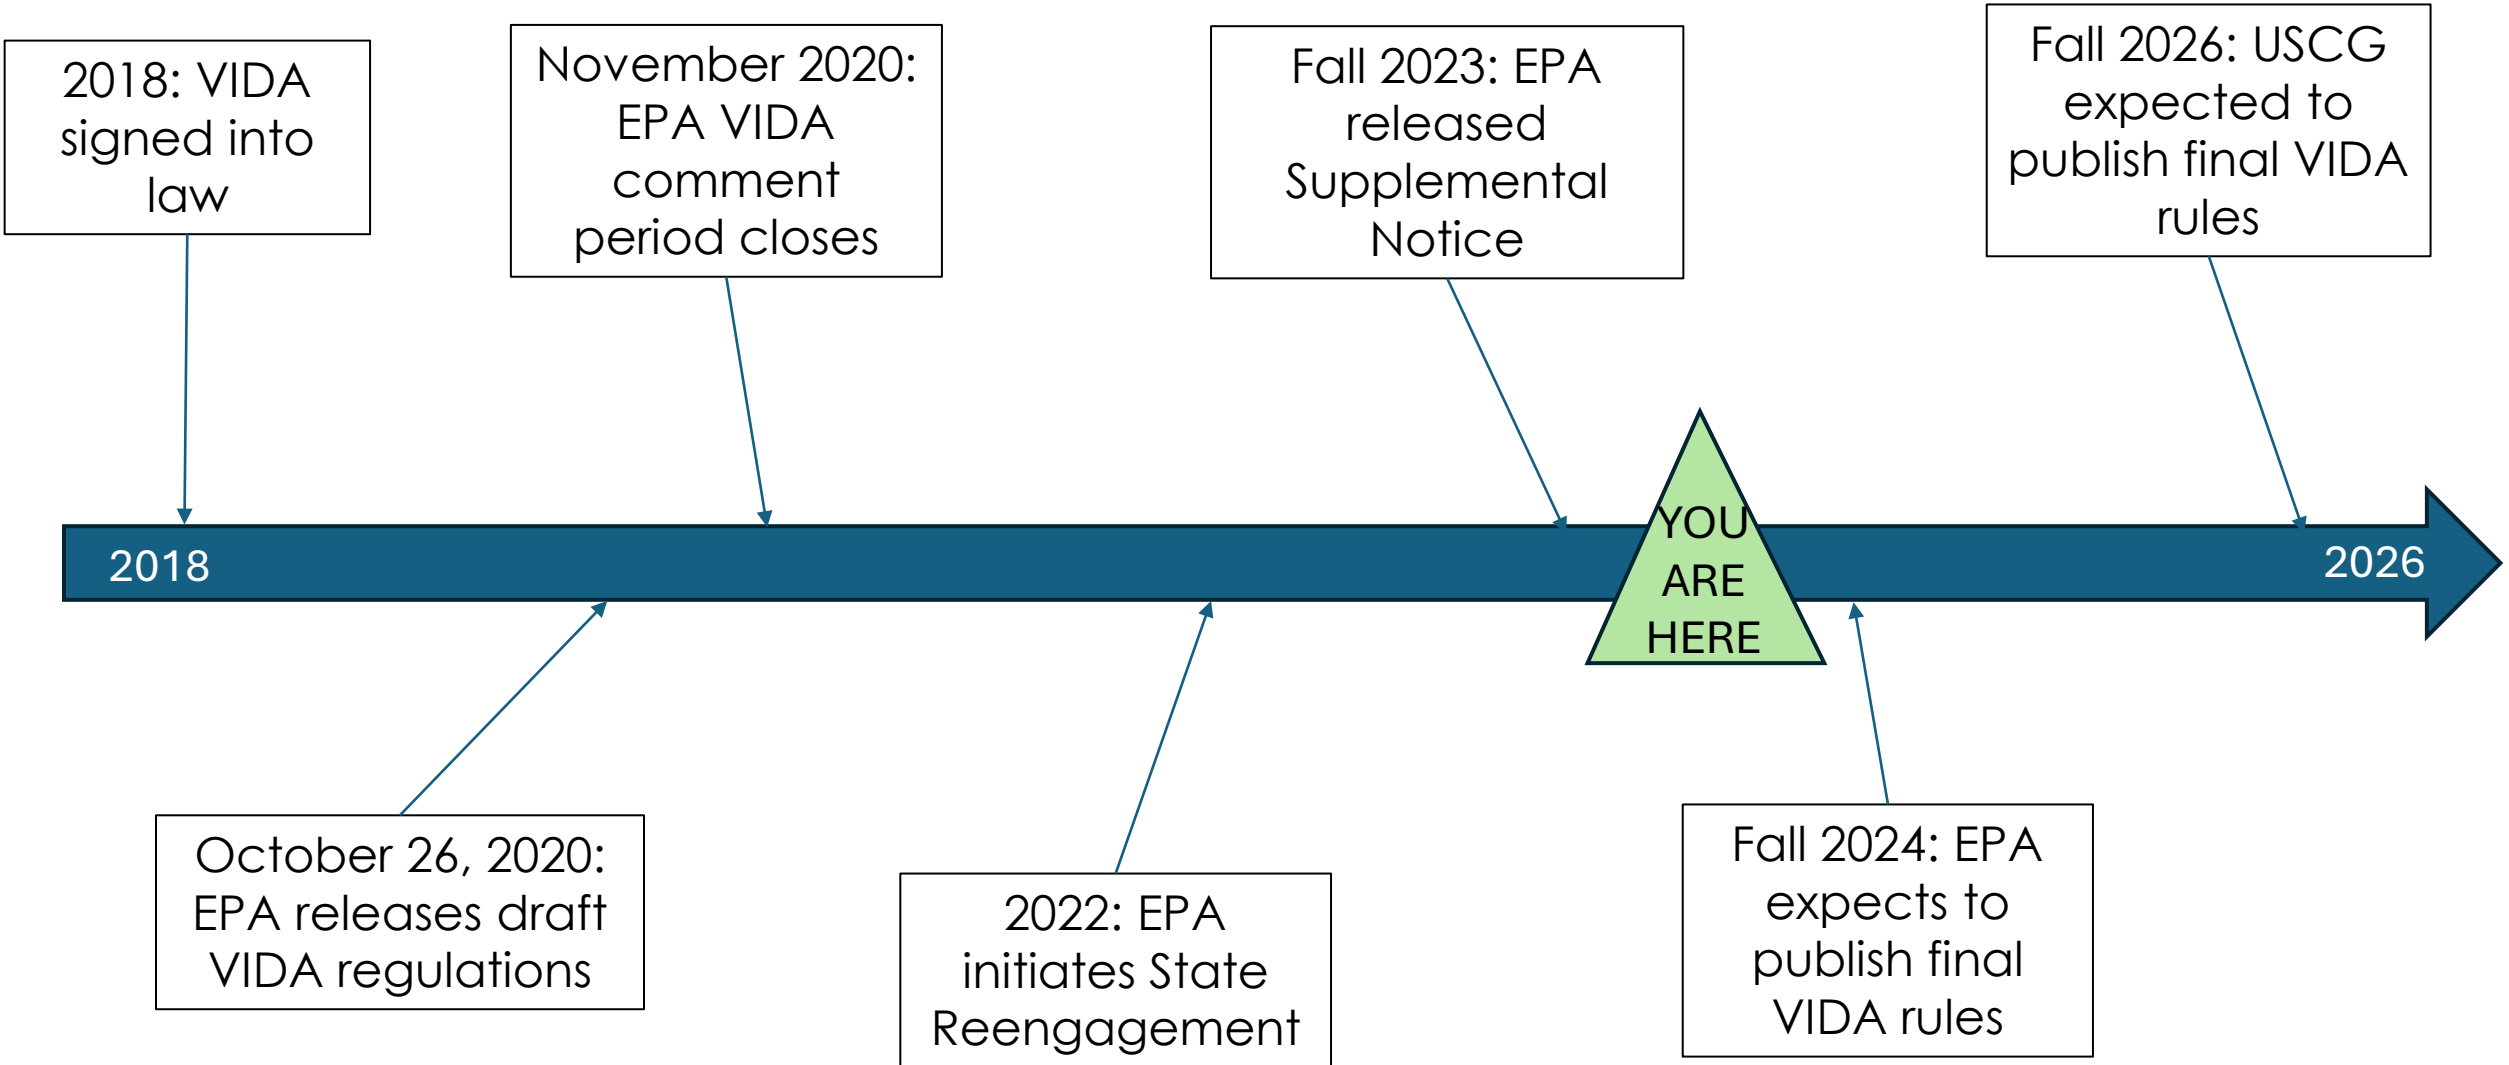 2018: VIDA
signed into
law
November 2020:
EPA VIDA
comment
period closes
Fall 2023: EPA
released
Supplemental
Notice
Fall 2026: USCG
expected to
publish final VIDA
rules
2018
YOU
ARE
HERE
2026
October 26, 2020:
EPA releases draft
VIDA regulations
2022: EPA
initiates State
Reengagement
Fall 2024: EPA
expects to
publish final
VIDA rules